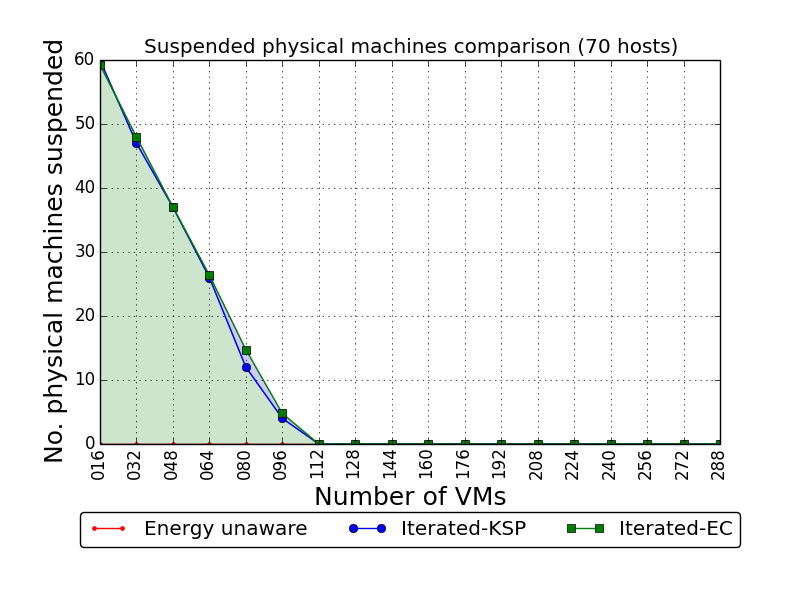 Suspended physical machines comparison (70 hosts)
No. physical machines suspended
60
50
40
30
20
10
0
016 032 048 064 080 096 112 128 144 160 176 192 208 224 240 256 272 288
Number of VMs
Energy unaware Iterated-KSP Iterated-EC